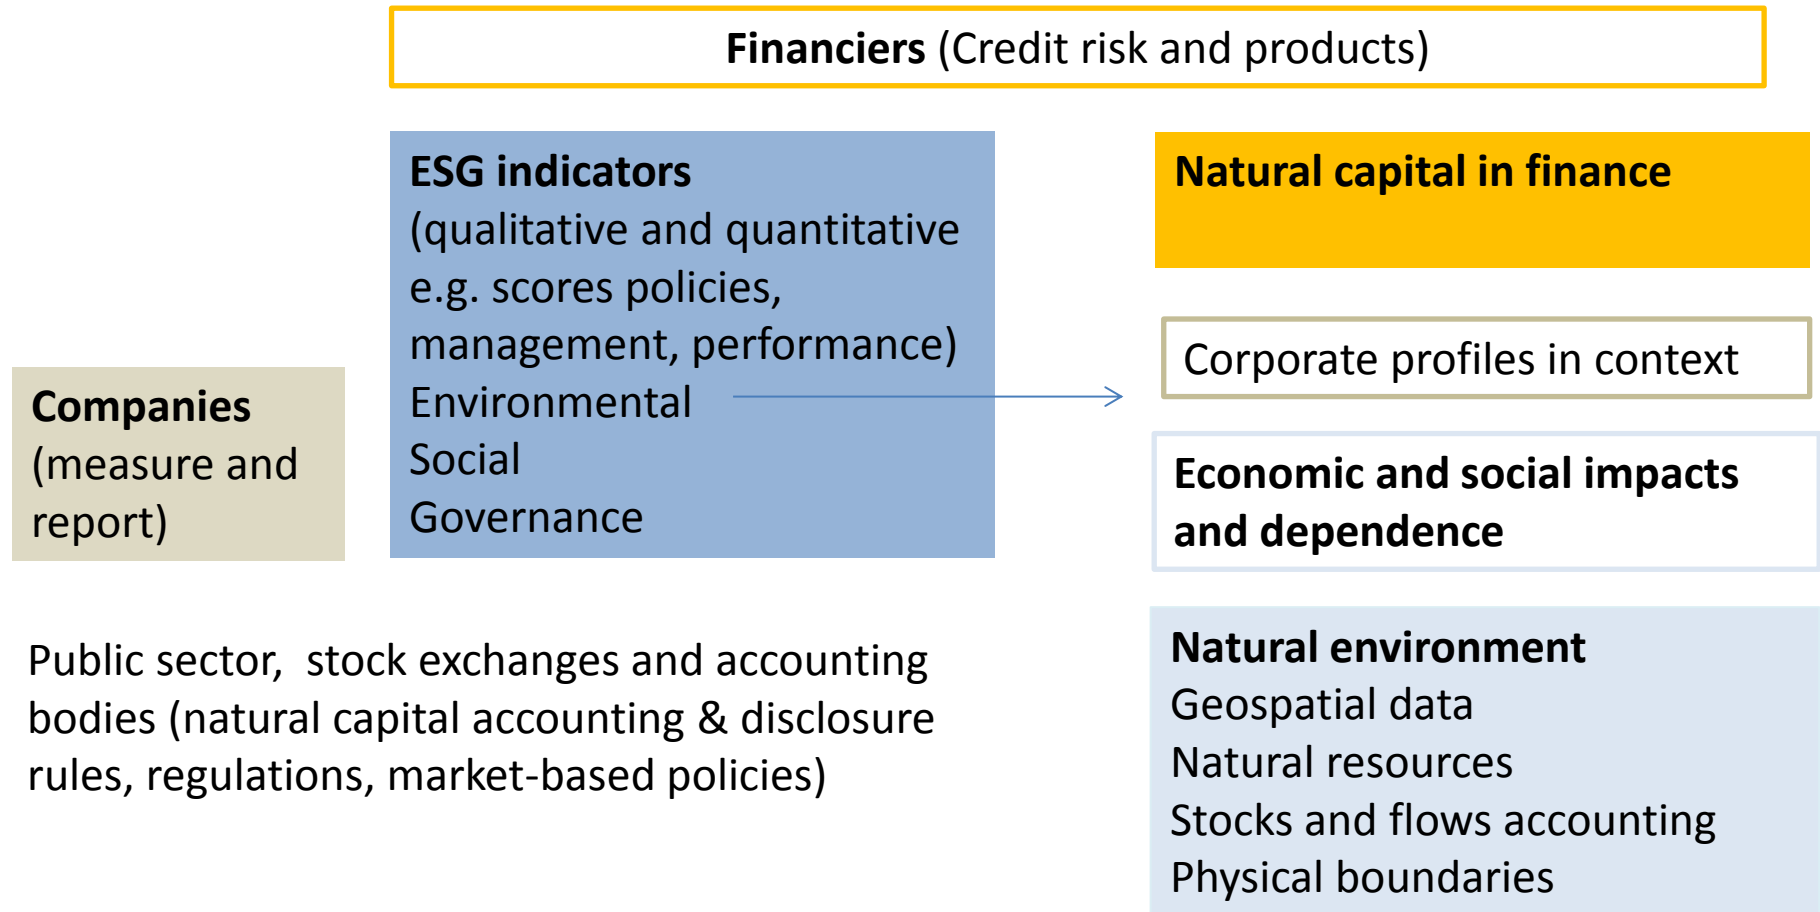 Financiers (Credit risk and products)
ESG indicators
(qualitative and quantitative
e.g. scores policies,
management, performance)
Environmental
Social
Governance
Natural capital in finance
Corporate profiles in context
Companies
(measure and
report)
Economic and social impacts
and dependence
Public sector,  stock exchanges and accounting
bodies (natural capital accounting & disclosure
rules, regulations, market-based policies)
Natural environment
Geospatial data
Natural resources
Stocks and flows accounting
Physical boundaries